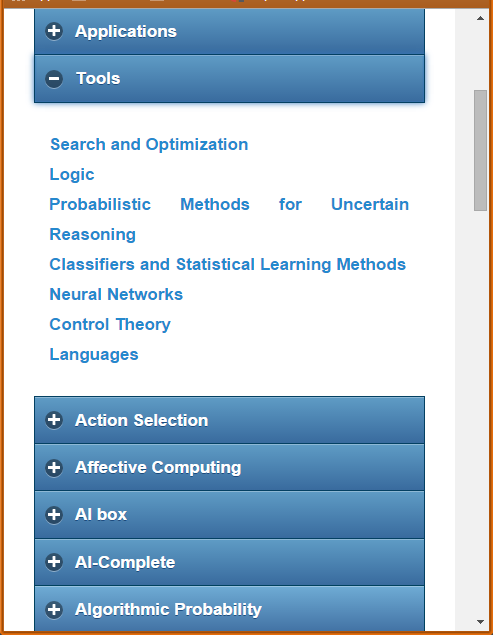 Applications
Tools
Search and Optimization
Logic
Probabilistic Methods for Uncertain
Reasoning
Classifiers and Statistical Learning Methods
Neural Networks
Control Theory
Languages
Action Selection
Affective Computing
AI box
AI-Complete
Algorithmic Probability